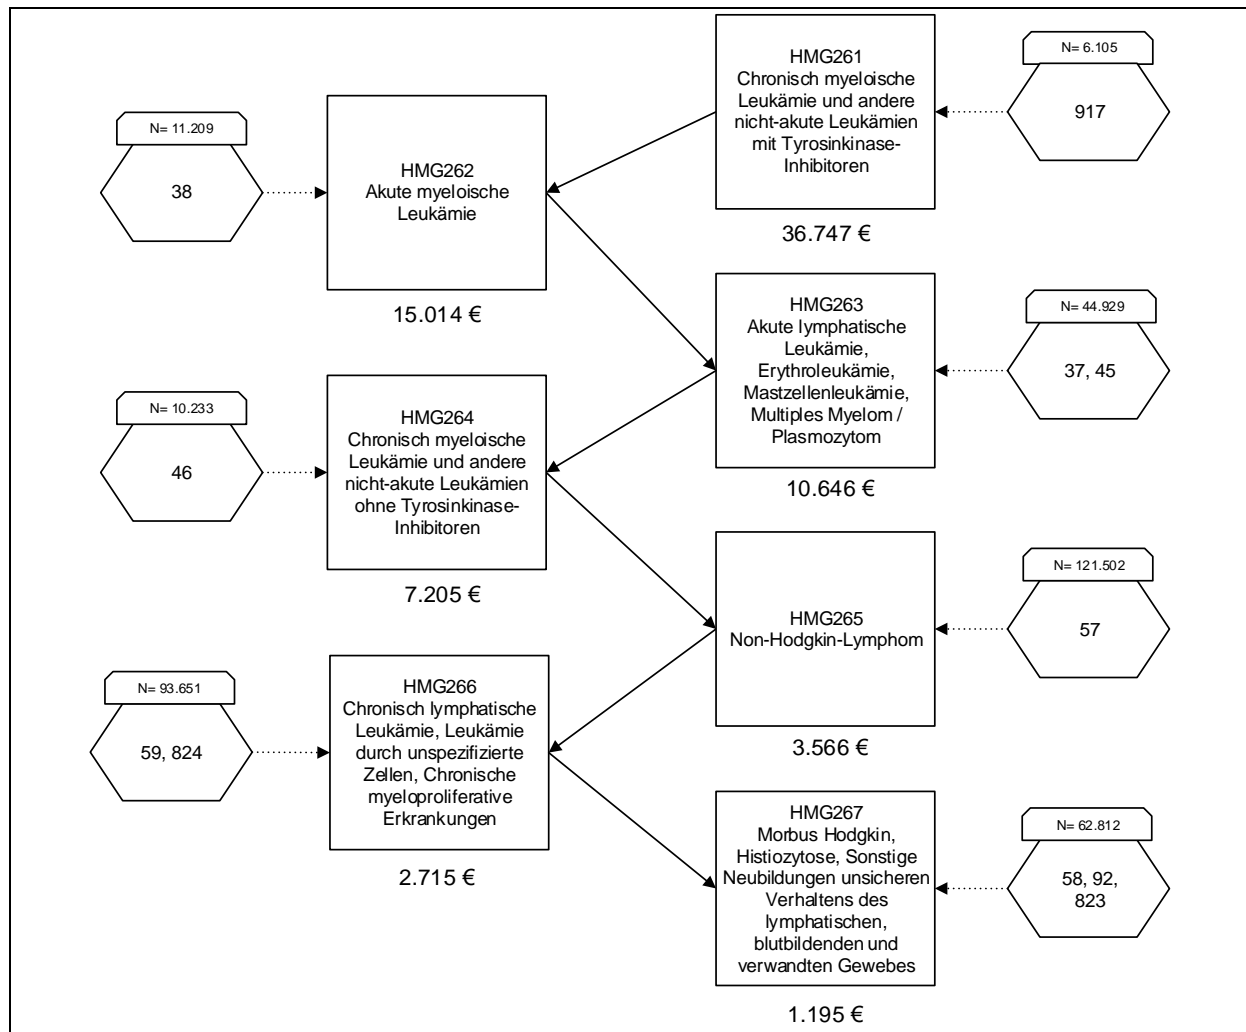 HMG261
Chronisch myeloische
Leukämie und andere
nicht-akute Leukämien
mit Tyrosinkinase-
Inhibitoren
36.747 €
N= 6.105
917
N= 11.209
38
HMG262
Akute myeloische
Leukämie
15.014 €
HMG263
Akute lymphatische
Leukämie,
Erythroleukämie,
Mastzellenleukämie,
Multiples Myelom /
Plasmozytom
10.646 €
N= 44.929
37, 45
N= 10.233
46
HMG264
Chronisch myeloische
Leukämie und andere
nicht-akute Leukämien
ohne Tyrosinkinase-
Inhibitoren
7.205 €
HMG265
Non-Hodgkin-Lymphom
3.566 €
N= 121.502
57
N= 93.651
59, 824
HMG266
Chronisch lymphatische
Leukämie, Leukämie
durch unspezifizierte
Zellen, Chronische
myeloproliferative
Erkrankungen
2.715 €
HMG267
Morbus Hodgkin,
Histiozytose, Sonstige
Neubildungen unsicheren
Verhaltens des
lymphatischen,
blutbildenden und
verwandten Gewebes
1.195 €
N= 62.812
58, 92,
823